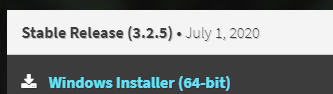 Stable Release (3.2.5) • July 1, 2020
Windows Installer (64-bit)